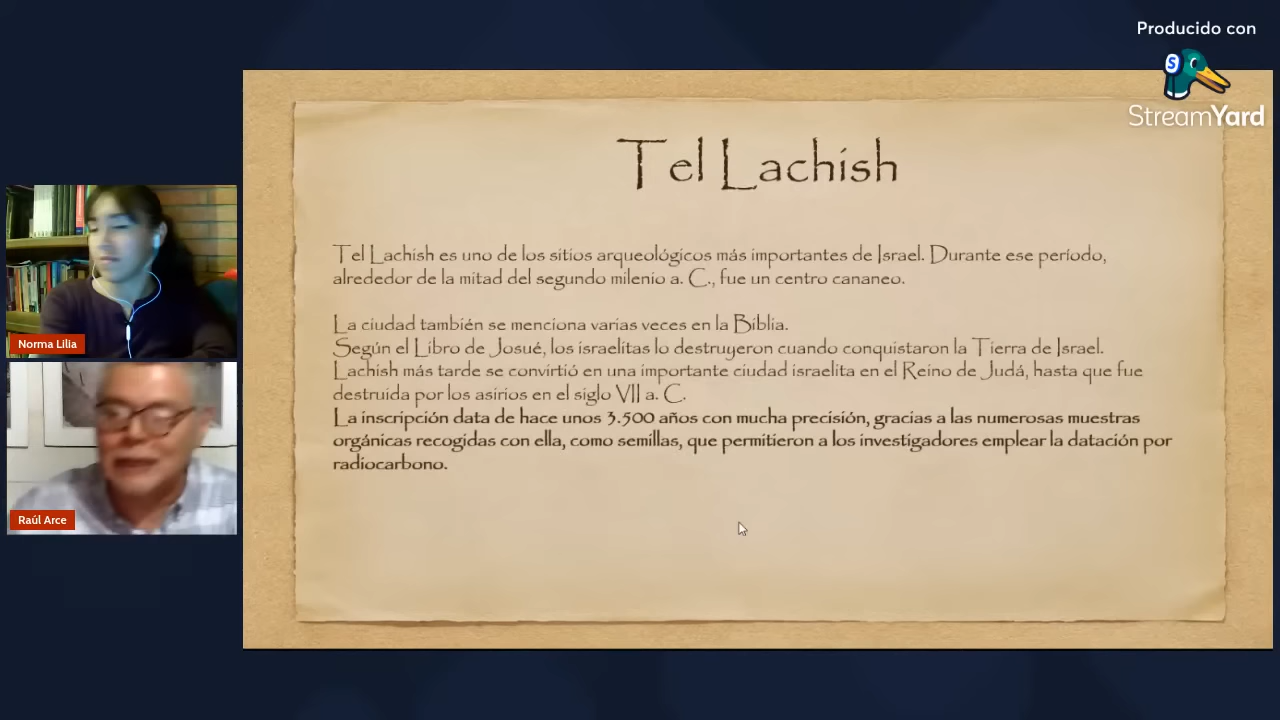 Producido con
StreamYard
Tel Lachish
Tel Lachish es uno de los sitios arqueológicos más importantes de Israel. Durante ese período,
alrededor de la mitad del segundo milenio a. C., fue un centro cananeo.
La ciudad también se menciona varias veces en la Biblia.
Según el Libro de Josué, los israelitas lo destruyeron cuando conquistaron la Tierra de Israel.
Lachish más tarde se convirtió en una importante ciudad israelita en el Reino de Judá, hasta que fue
destruida por los asirios en el siglo VII a. C.
La inscripción data de hace unos 3.500 años con mucha precisión, gracias a las numerosas muestras
orgánicas recogidas con ella, como semillas, que permitieron a los investigadores emplear la datación por
radiocarbono.
Norma Lilia
Raúl Arce